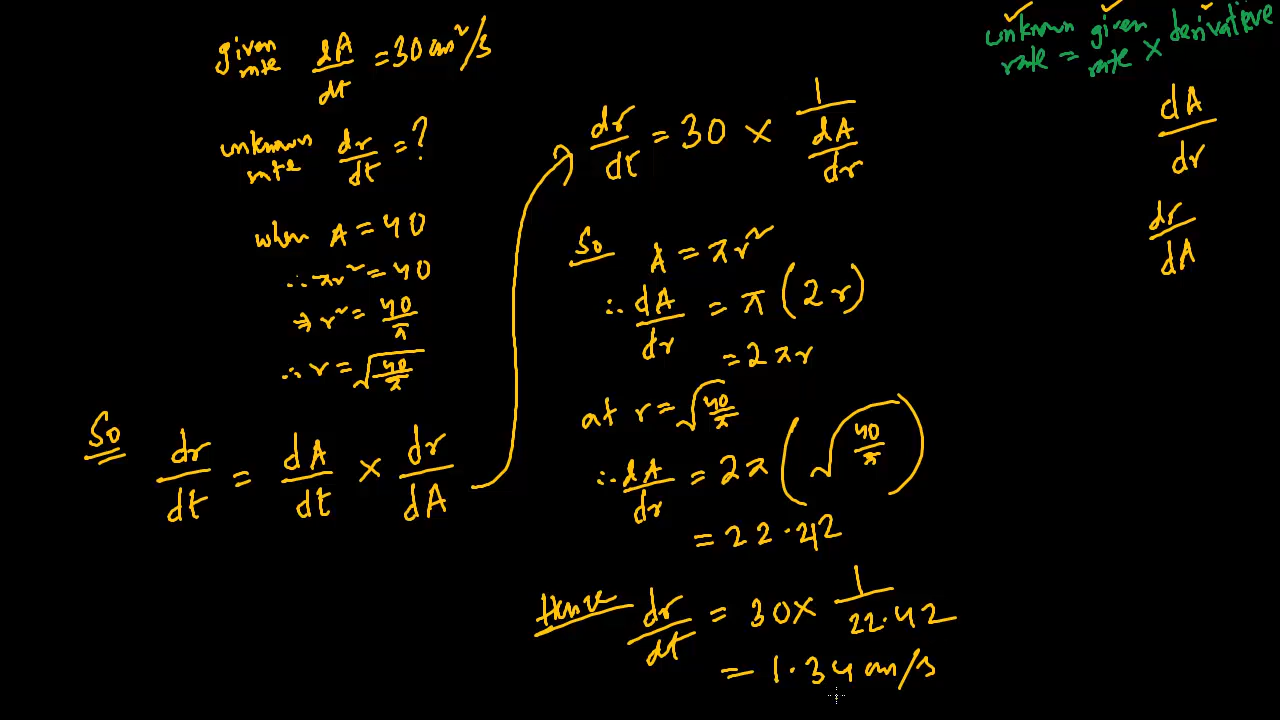 given rate dA/dt = 30 cm²/s
unknown rate dr/dt = ?
when A = 40
∴ πr² = 40
⇒ r² = 40/π
∴ r = √(40/π)
So dr/dt = dA/dt × dr/dA
dr/dt = 30 × 1/(dA/dr)
So A = πr²
∴ dA/dr = π(2r)
= 2πr
at r = √(40/π)
∴ dA/dr = 2π(√(40/π))
= 22.42
Hence dr/dt = 30 × 1/22.42
= 1.34 cm/s
unknown rate = given rate × derivative
dA/dr
dr/dA